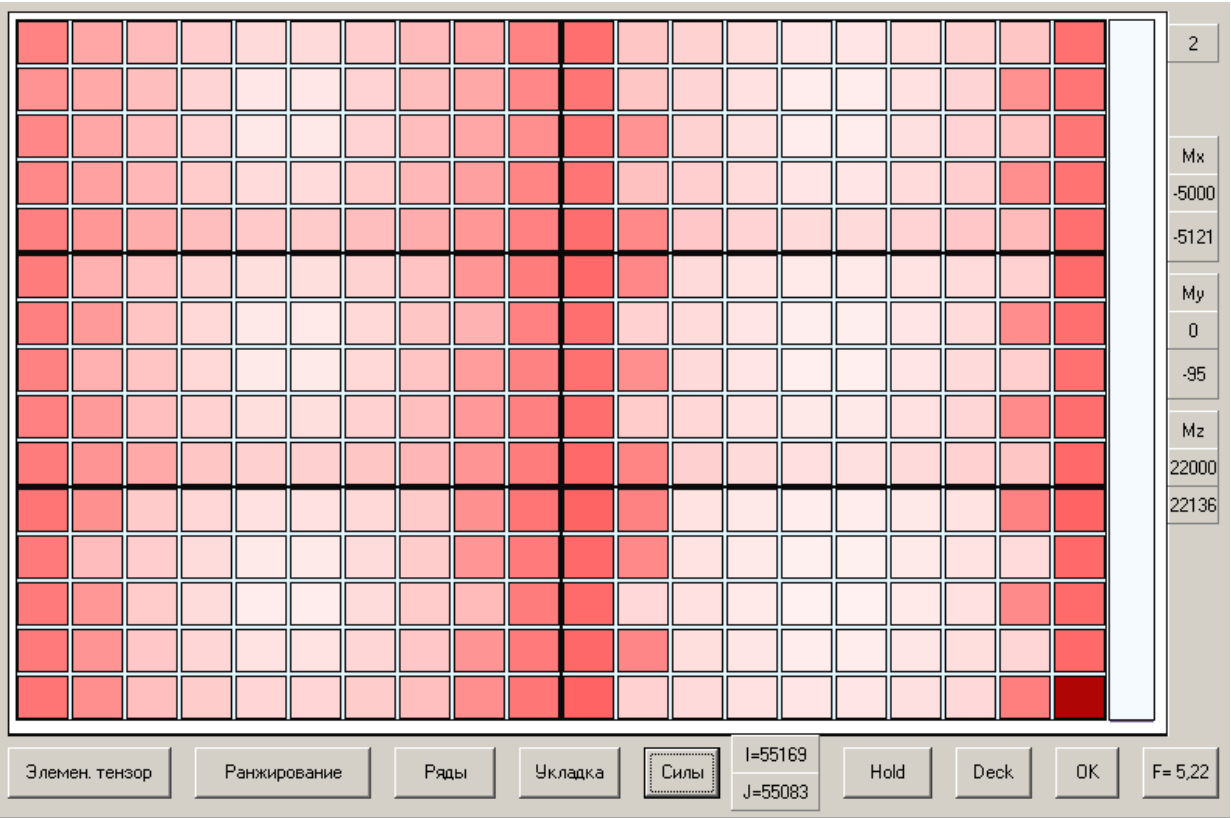 2
Mx
-5000
-5121
My
0
-95
Mz
22000
22136
Элемен. тензор
Ранжирование
Ряды
Укладка
Силы
I=55169
J=55083
Hold
Deck
OK
F= 5,22